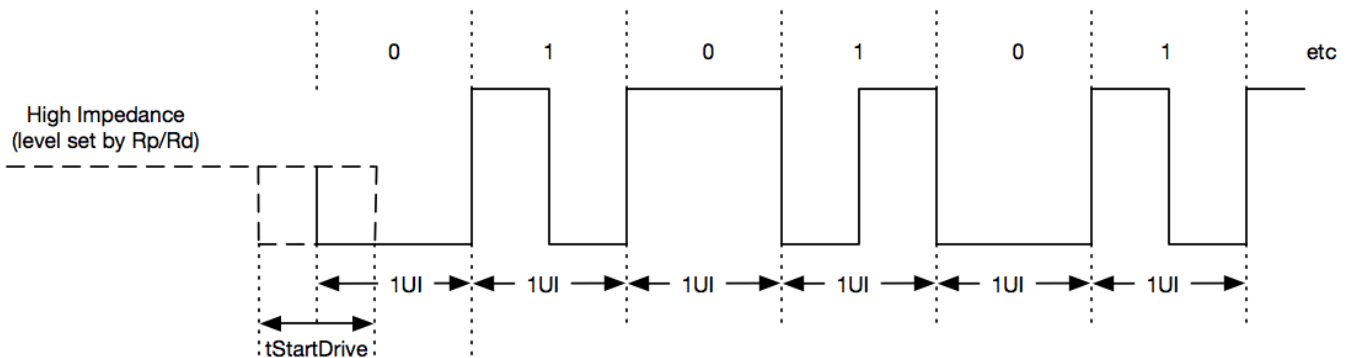 0 1 0 1 0 1 etc
High Impedance
(level set by Rp/Rd)
1UI 1UI 1UI 1UI 1UI 1UI
tStartDrive